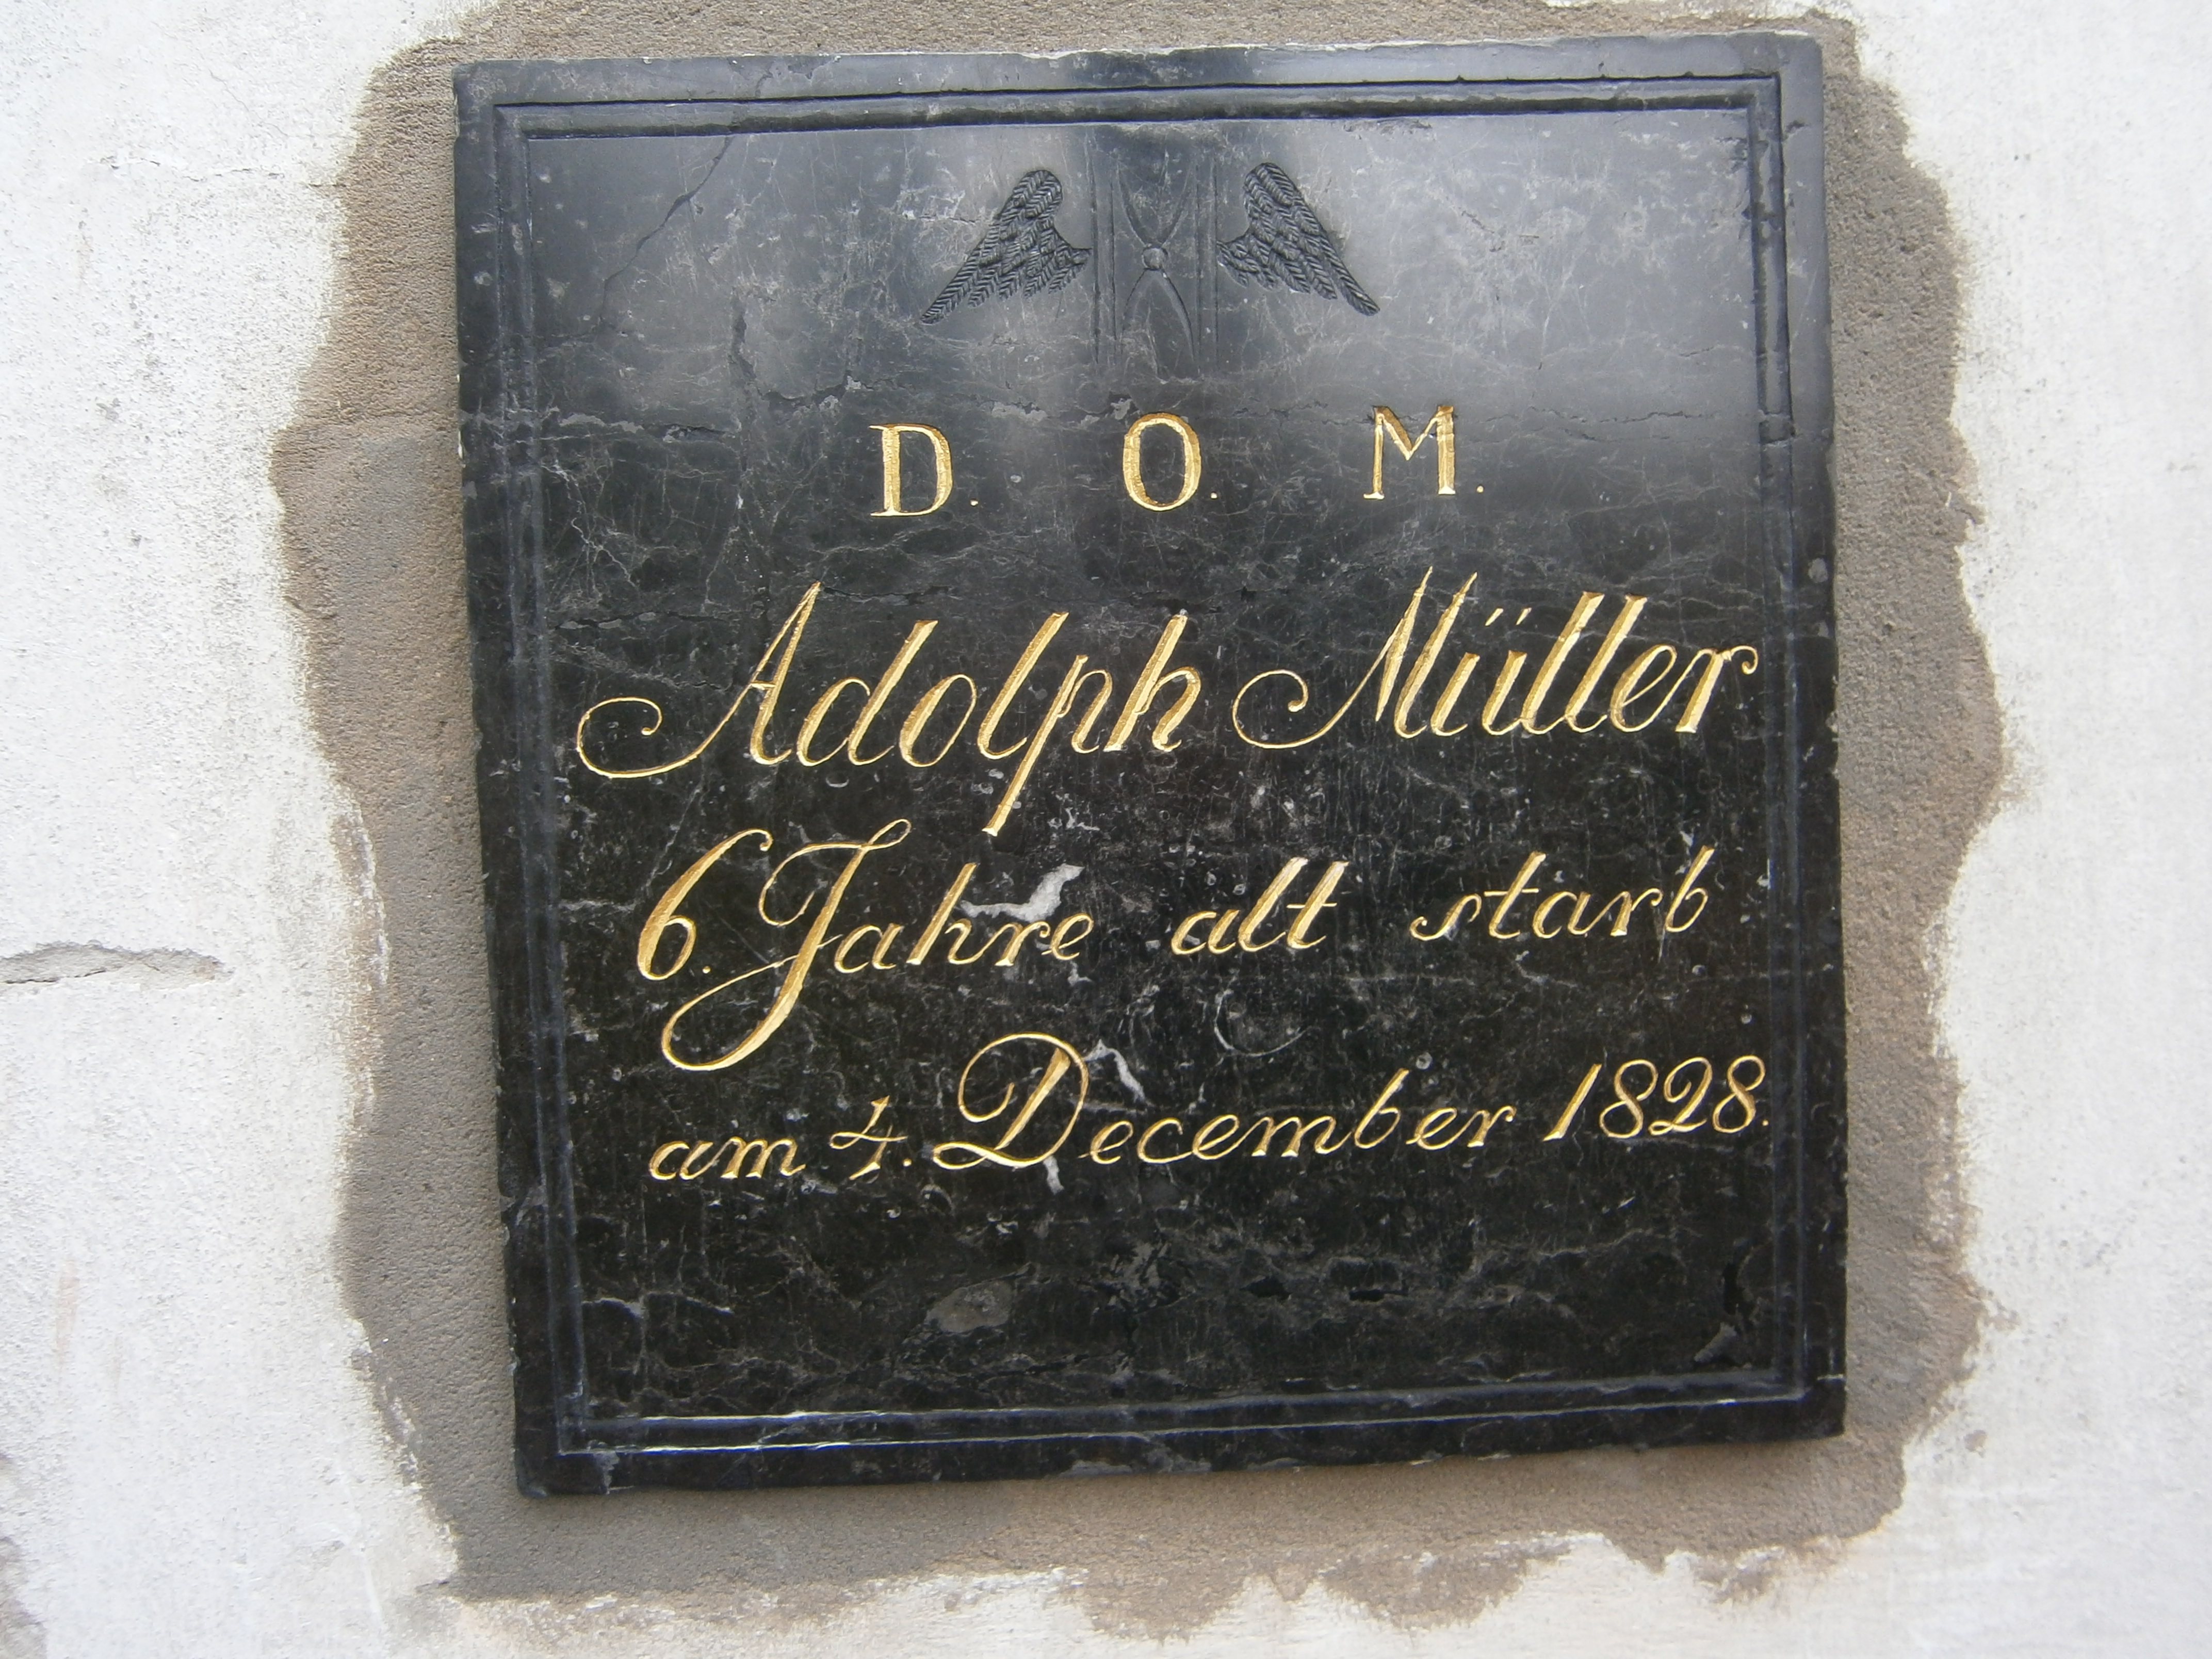 D. O. M.
Adolph Müller
6. Jahre alt starb
am 4. December 1828.